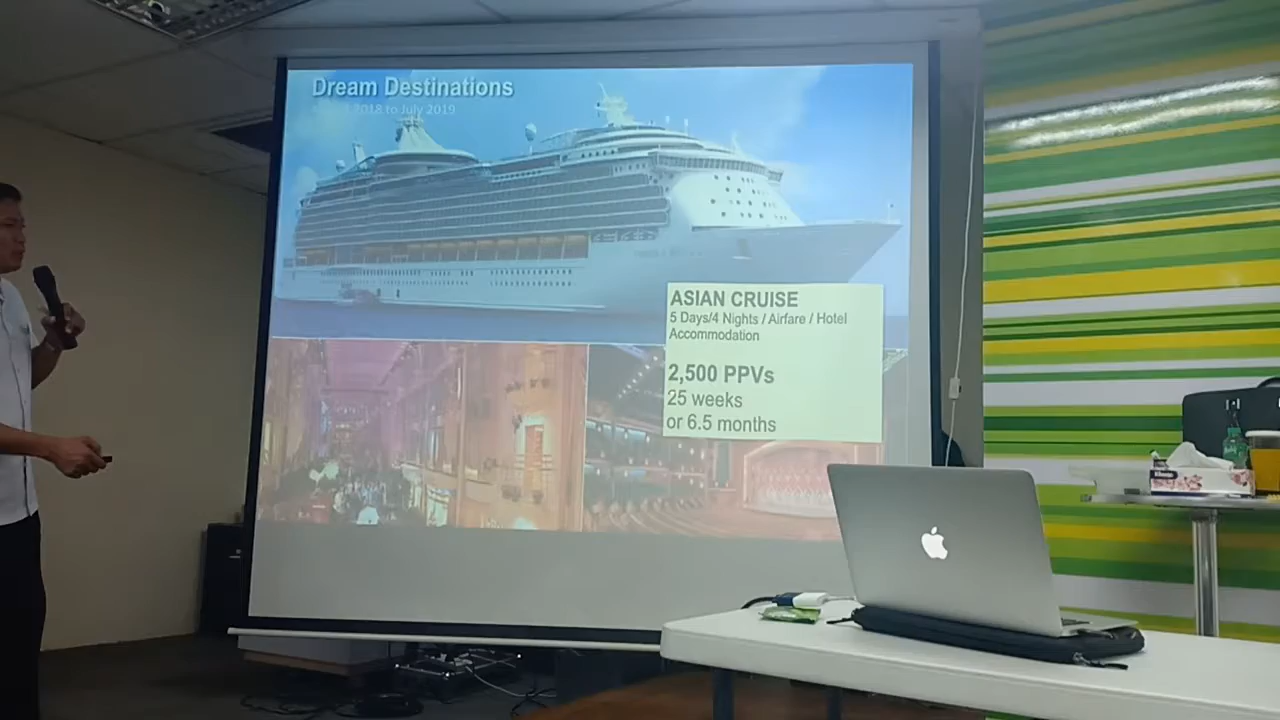 Dream Destinations
2018 to July 2019
ASIAN CRUISE
5 Days/4 Nights / Airfare / Hotel
Accommodation
2,500 PPVs
25 weeks
or 6.5 months